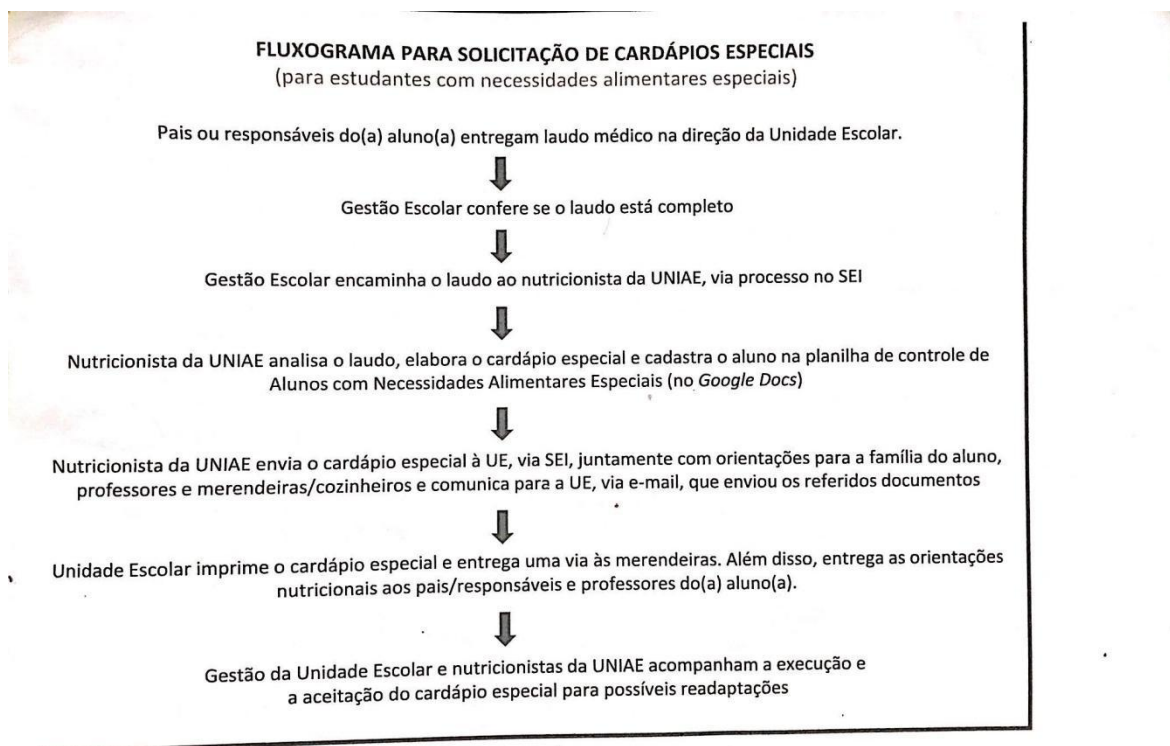 FLUXOGRAMA PARA SOLICITAÇÃO DE CARDÁPIOS ESPECIAIS
(para estudantes com necessidades alimentares especiais)
Pais ou responsáveis do(a) aluno(a) entregam laudo médico na direção da Unidade Escolar.
Gestão Escolar confere se o laudo está completo
Gestão Escolar encaminha o laudo ao nutricionista da UNIAE, via processo no SEI
Nutricionista da UNIAE analisa o laudo, elabora o cardápio especial e cadastra o aluno na planilha de controle de
Alunos com Necessidades Alimentares Especiais (no Google Docs)
Nutricionista da UNIAE envia o cardápio especial à UE, via SEI, juntamente com orientações para a família do aluno,
professores e merendeiras/cozinheiros e comunica para a UE, via e-mail, que enviou os referidos documentos
Unidade Escolar imprime o cardápio especial e entrega uma via às merendeiras. Além disso, entrega as orientações
nutricionais aos pais/responsáveis e professores do(a) aluno(a).
Gestão da Unidade Escolar e nutricionistas da UNIAE acompanham a execução e
a aceitação do cardápio especial para possíveis readaptações